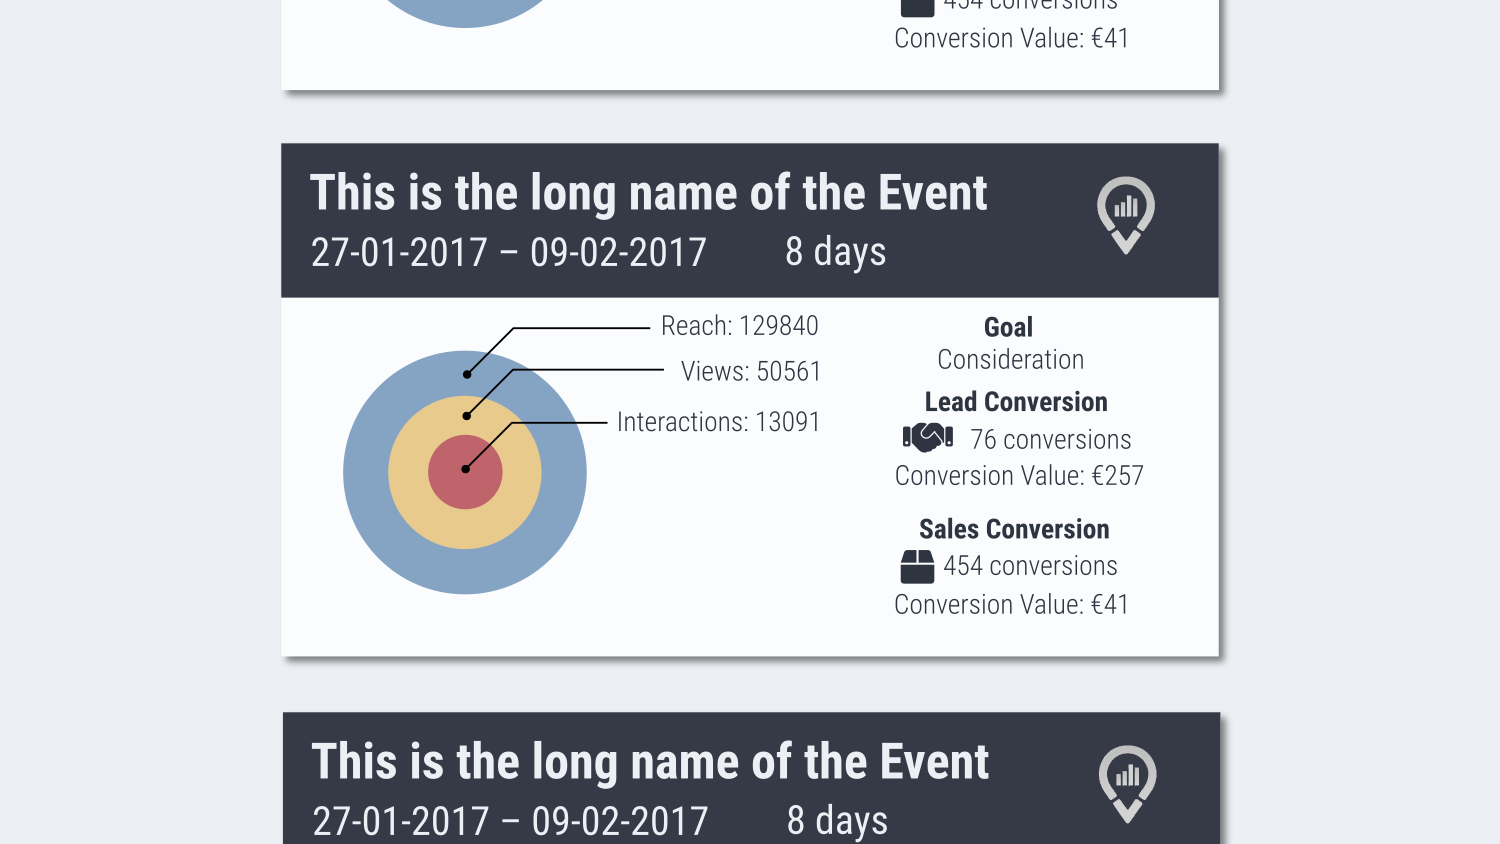 454 conversions
Conversion Value: €41
This is the long name of the Event
27-01-2017 – 09-02-2017 8 days
Reach: 129840
Views: 50561
Interactions: 13091
Goal
Consideration
Lead Conversion
76 conversions
Conversion Value: €257
Sales Conversion
454 conversions
Conversion Value: €41
This is the long name of the Event
27-01-2017 – 09-02-2017 8 days